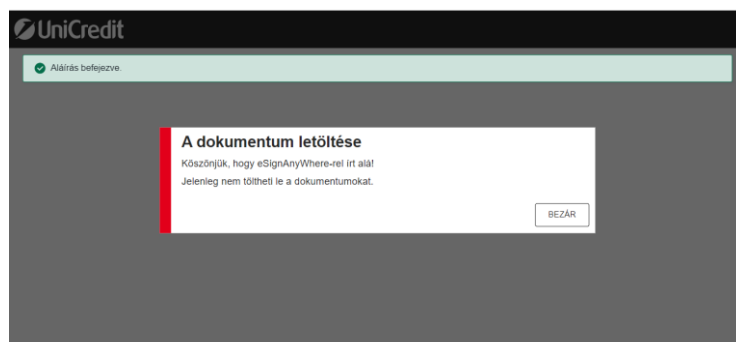 UniCredit
Aláírás befejezve.
A dokumentum letöltése
Köszönjük, hogy eSignAnyWhere-rel írt alá!
Jelenleg nem töltheti le a dokumentumokat.
BEZÁR